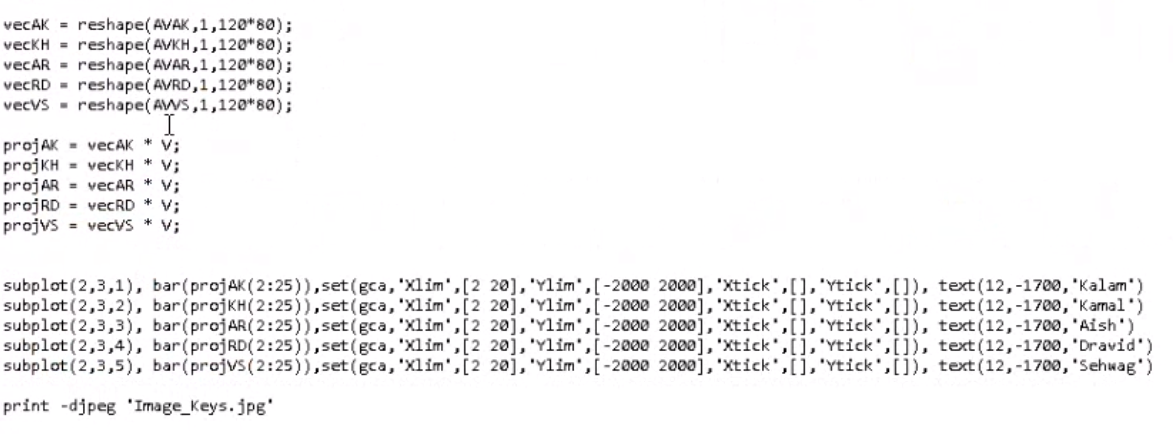 vecAK = reshape(AVAK,1,120*80);
vecKH = reshape(AVKH,1,120*80);
vecAR = reshape(AVAR,1,120*80);
vecRD = reshape(AVRD,1,120*80);
vecVS = reshape(AVVS,1,120*80);
projAK = vecAK * V;
projKH = vecKH * V;
projAR = vecAR * V;
projRD = vecRD * V;
projVS = vecVS * V;
subplot(2,3,1), bar(projAK(2:25)),set(gca,'Xlim',[2 20],'Ylim',[-2000 2000],'Xtick',[],'Ytick',[]), text(12,-1700,'Kalam')
subplot(2,3,2), bar(projKH(2:25)),set(gca,'Xlim',[2 20],'Ylim',[-2000 2000],'Xtick',[],'Ytick',[]), text(12,-1700,'Kamal')
subplot(2,3,3), bar(projAR(2:25)),set(gca,'Xlim',[2 20],'Ylim',[-2000 2000],'Xtick',[],'Ytick',[]), text(12,-1700,'Aish')
subplot(2,3,4), bar(projRD(2:25)),set(gca,'Xlim',[2 20],'Ylim',[-2000 2000],'Xtick',[],'Ytick',[]), text(12,-1700,'Dravid')
subplot(2,3,5), bar(projVS(2:25)),set(gca,'Xlim',[2 20],'Ylim',[-2000 2000],'Xtick',[],'Ytick',[]), text(12,-1700,'Sehwag')
print -djpeg 'Image_Keys.jpg'